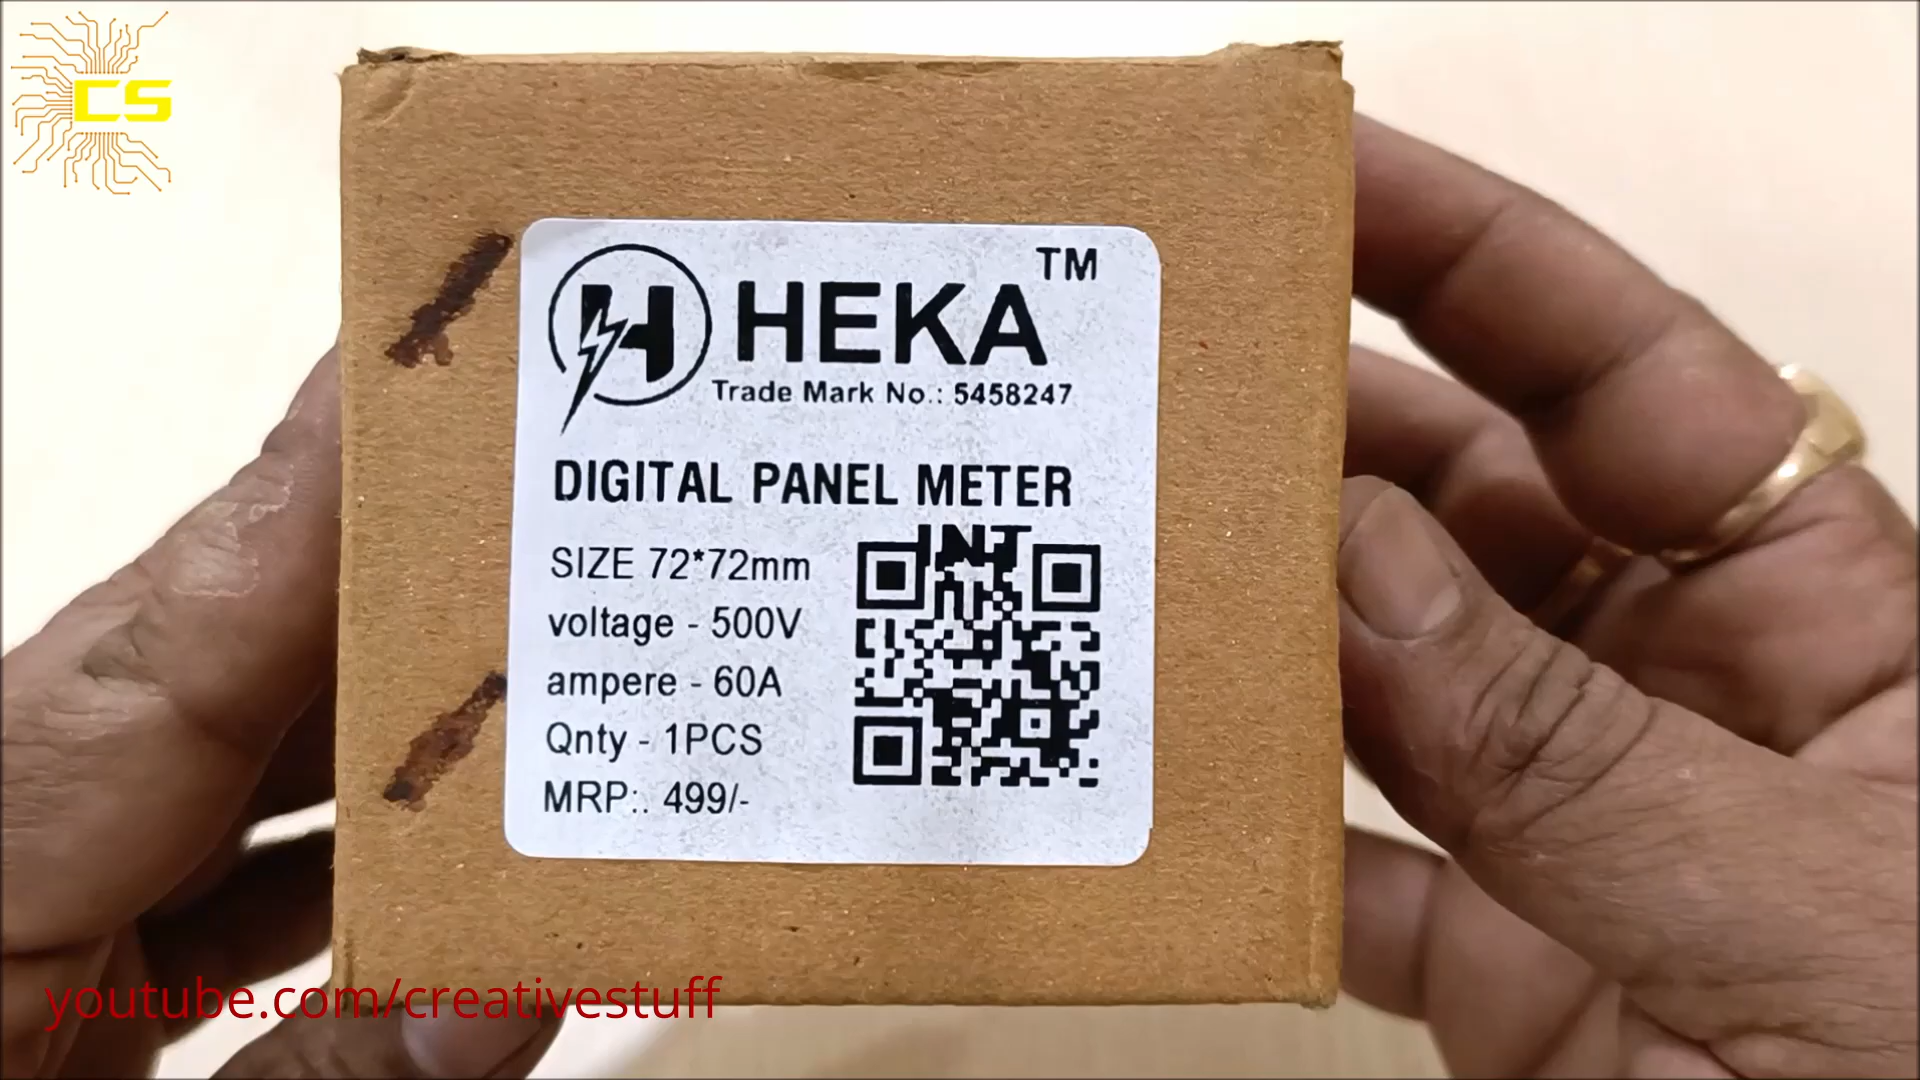 CS
TM
H HEKA
Trade Mark No.: 5458247
DIGITAL PANEL METER
SIZE 72*72mm
voltage - 500V
ampere - 60A
Qnty - 1PCS
MRP:. 499/-
youtube.com/creativestuff